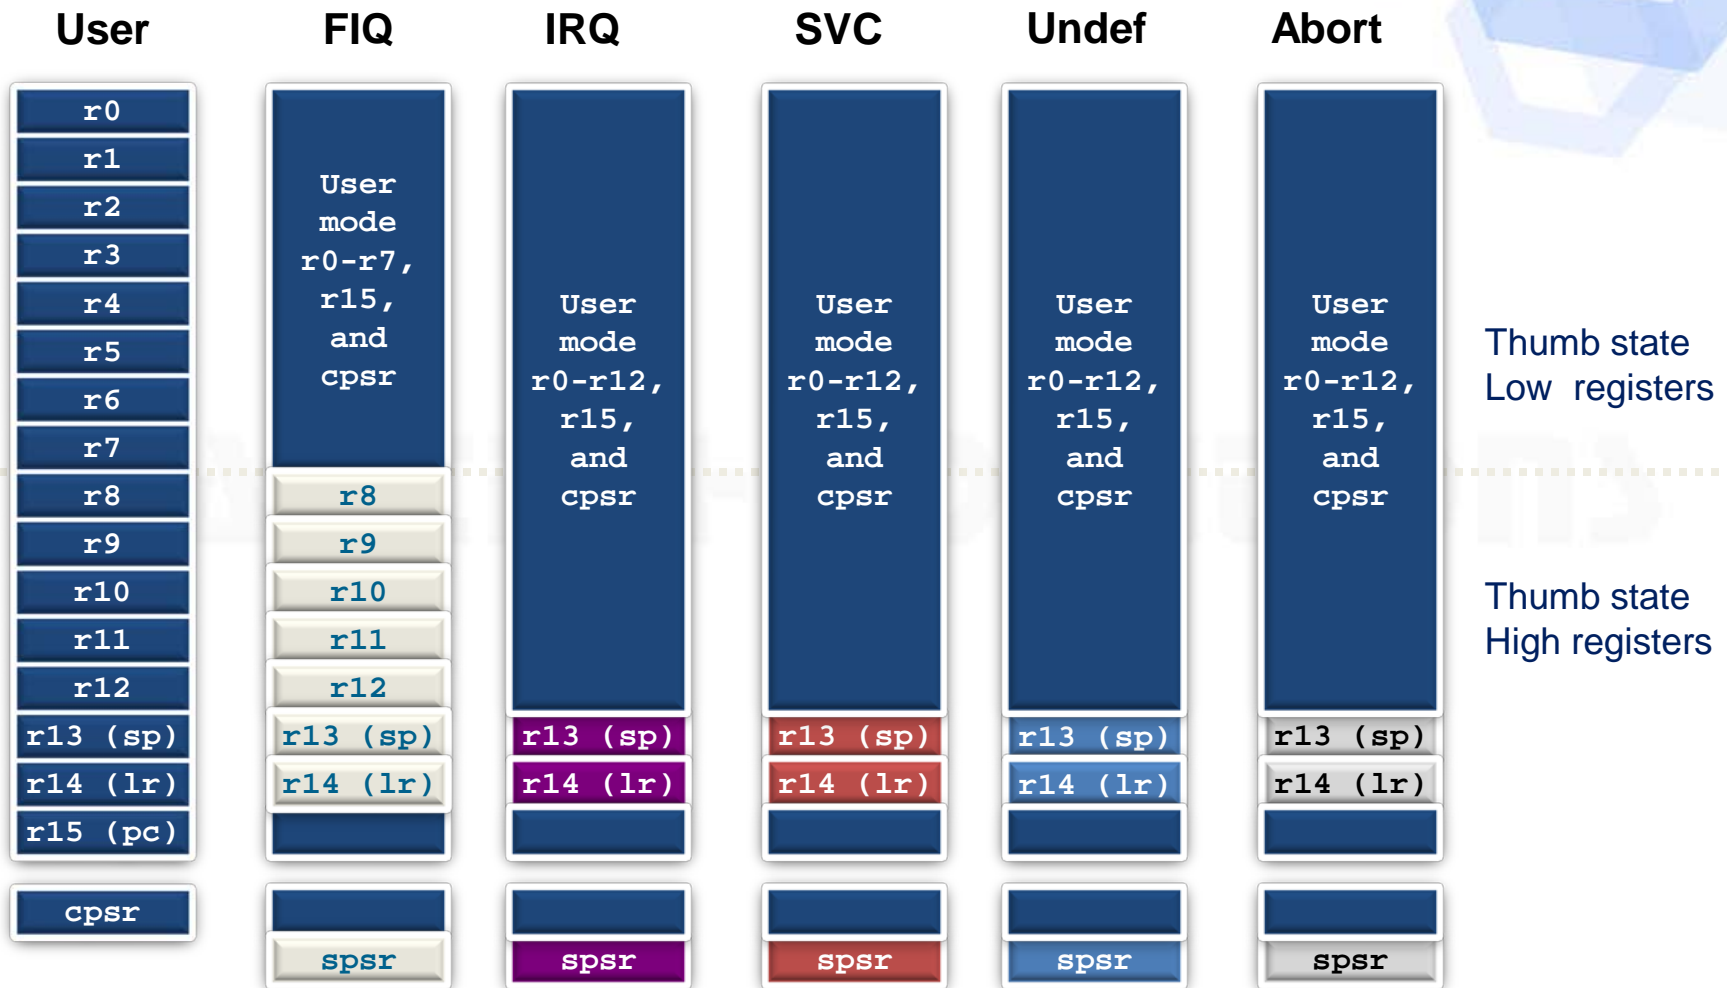 User
FIQ
IRQ
SVC
Undef
Abort
r0
r1
r2
r3
r4
r5
r6
r7
r8
r9
r10
r11
r12
r13 (sp)
r14 (lr)
r15 (pc)
cpsr
User
mode
r0-r7,
r15,
and
cpsr
r8
r9
r10
r11
r12
r13 (sp)
r14 (lr)
spsr
User
mode
r0-r12,
r15,
and
cpsr
r13 (sp)
r14 (lr)
spsr
User
mode
r0-r12,
r15,
and
cpsr
r13 (sp)
r14 (lr)
spsr
User
mode
r0-r12,
r15,
and
cpsr
r13 (sp)
r14 (lr)
spsr
User
mode
r0-r12,
r15,
and
cpsr
r13 (sp)
r14 (lr)
spsr
Thumb state
Low registers
Thumb state
High registers